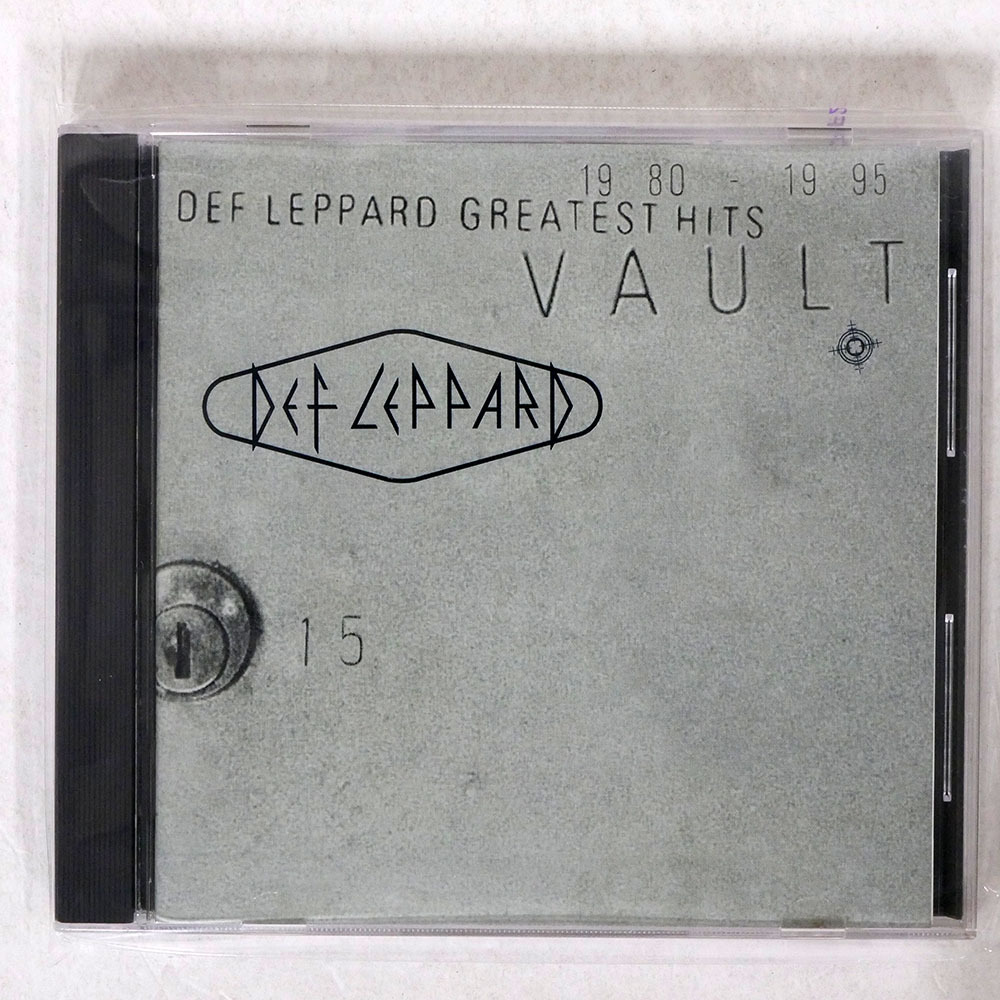 19 80 - 19 95
DEF LEPPARD GREATEST HITS
VAULT
DEF LEPPARD
15